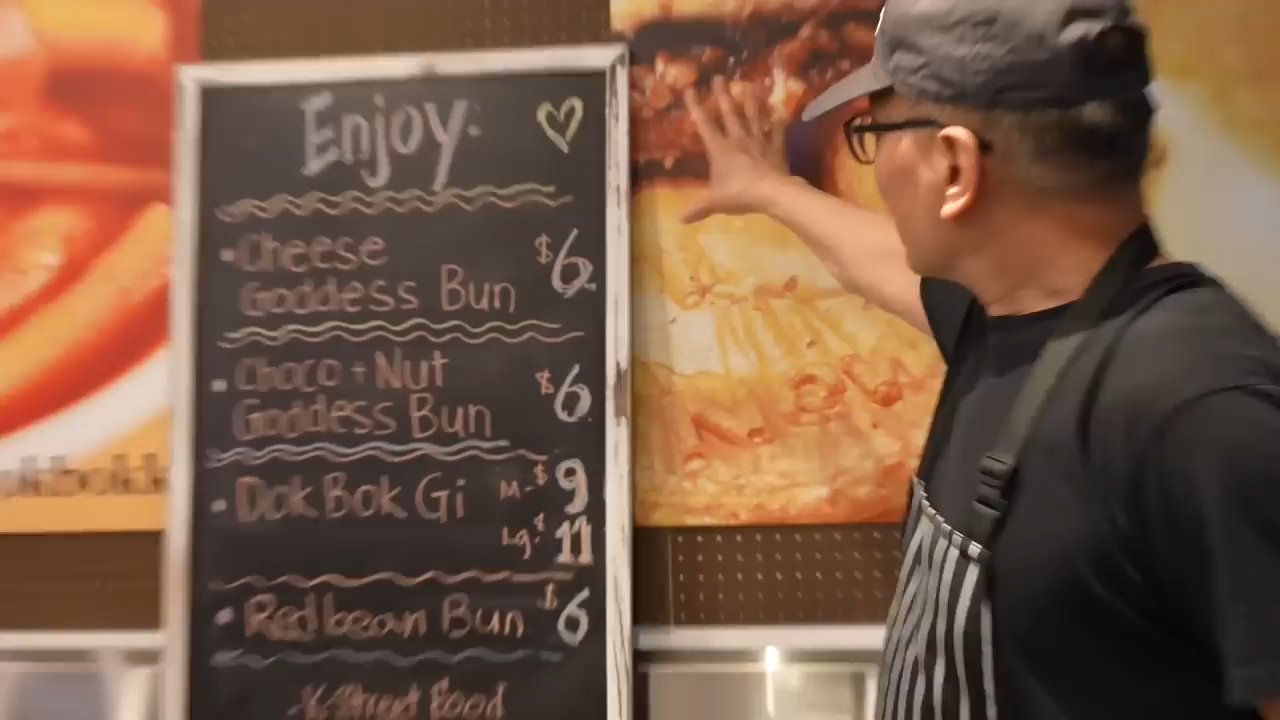 Enjoy:
• Cheese $6
Goddess Bun
• Choco + Nut $6
Goddess Bun
• Dok Bok Gi M - $9
Lg. $11
• Redbean Bun $6
-K-Street Food